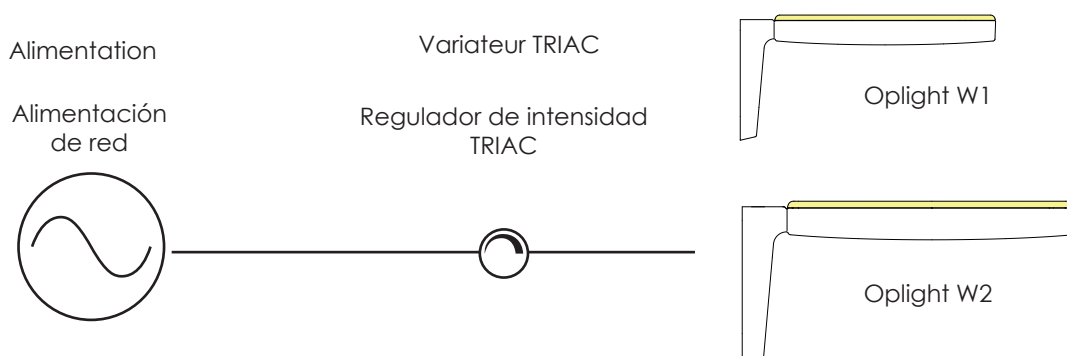 Alimentation
Alimentación
de red
Variateur TRIAC
Regulador de intensidad
TRIAC
Oplight W1
Oplight W2